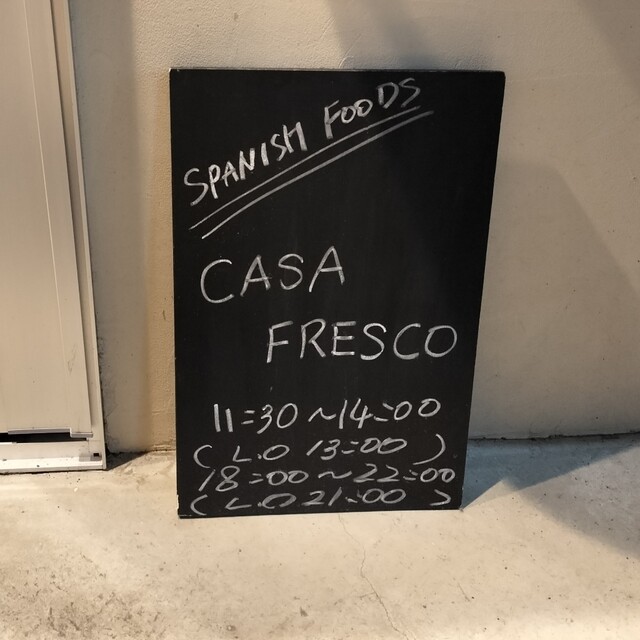 SPANISH FOODS
CASA
FRESCO
11=30 ~14=00
( L.O 13=00 )
18=00 ~ 22=00
( L.O 21=00 )